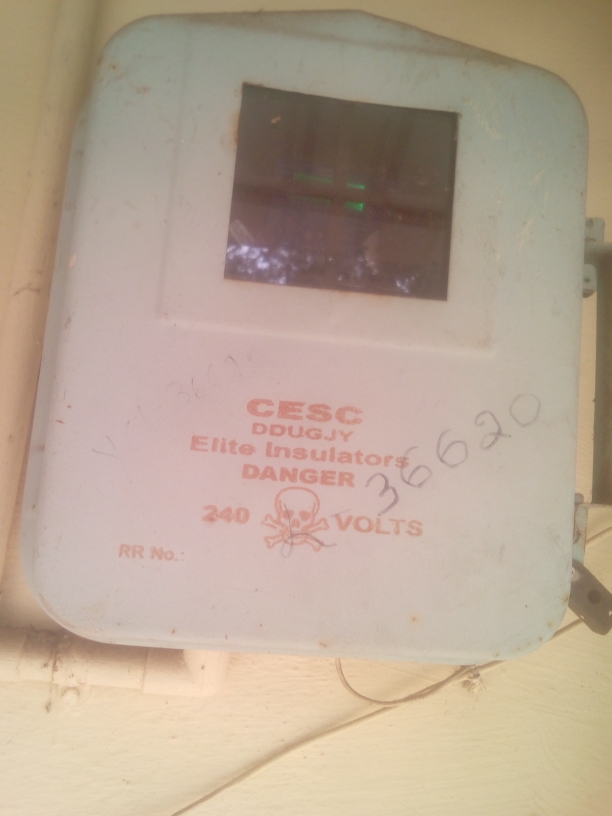 CESC
DDUGJY
Elite Insulators
DANGER
36620
240 VOLTS
RR No.: